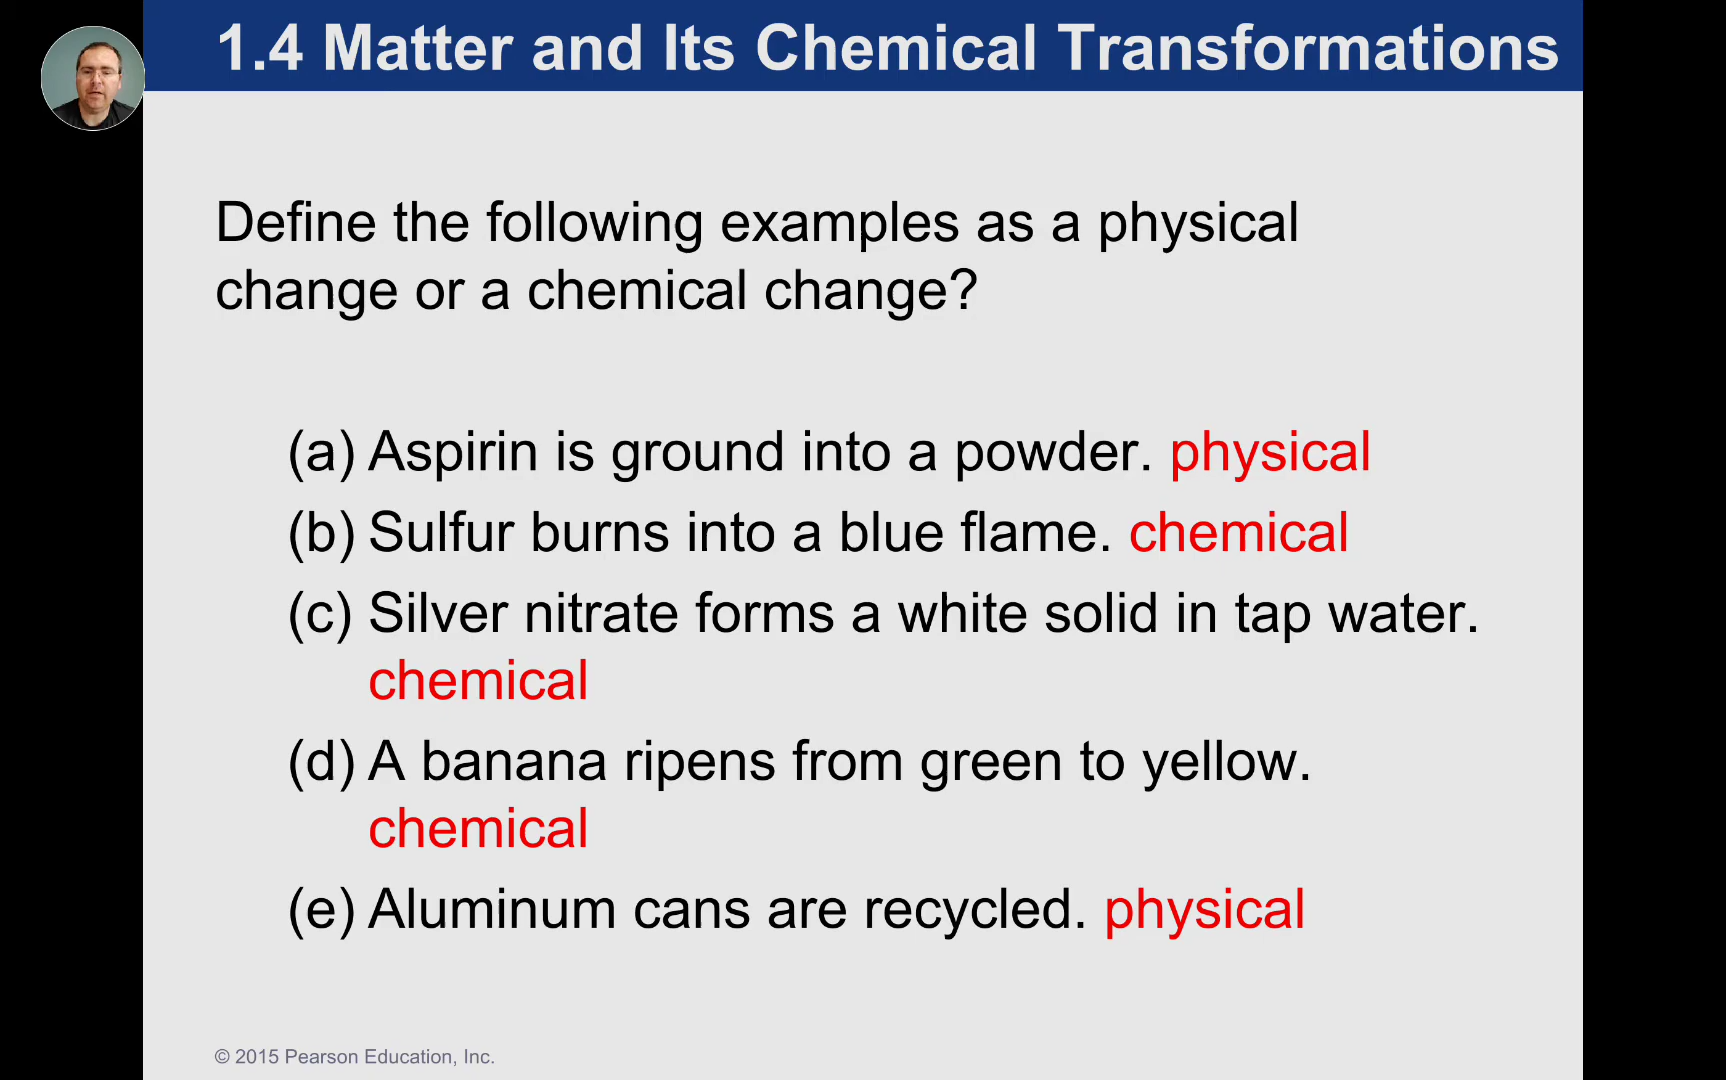 1.4 Matter and Its Chemical Transformations
Define the following examples as a physical
change or a chemical change?
(a) Aspirin is ground into a powder. physical
(b) Sulfur burns into a blue flame. chemical
(c) Silver nitrate forms a white solid in tap water.
chemical
(d) A banana ripens from green to yellow.
chemical
(e) Aluminum cans are recycled. physical
© 2015 Pearson Education, Inc.